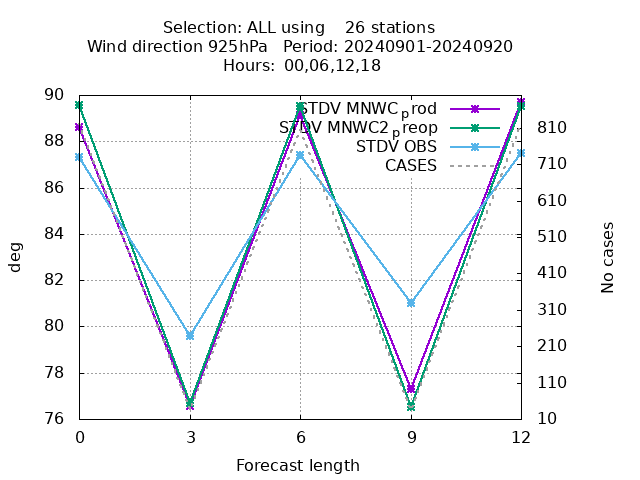 Selection: ALL using    26 stations
Wind direction 925hPa   Period: 20240901-20240920
Hours: 00,06,12,18
STDV MNWC_prod
STDV MNWC2_preop
STDV OBS
CASES
90
88
86
84
82
80
78
76
deg
810
710
610
510
410
310
210
110
10
No cases
0 3 6 9 12
Forecast length